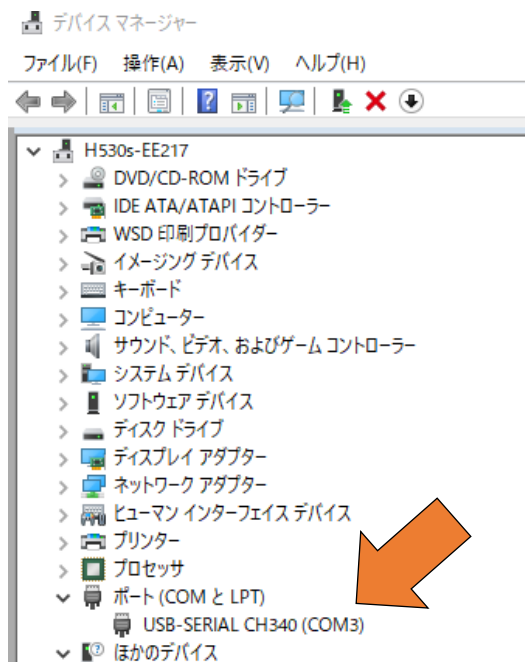 デバイス マネージャー
ファイル(F) 操作(A) 表示(V) ヘルプ(H)
H530s-EE217
DVD/CD-ROM ドライブ
IDE ATA/ATAPI コントローラー
WSD 印刷プロバイダー
イメージング デバイス
キーボード
コンピューター
サウンド、ビデオ、およびゲーム コントローラー
システム デバイス
ソフトウェア デバイス
ディスク ドライブ
ディスプレイ アダプター
ネットワーク アダプター
ヒューマン インターフェイス デバイス
プリンター
プロセッサ
ポート (COM と LPT)
USB-SERIAL CH340 (COM3)
ほかのデバイス